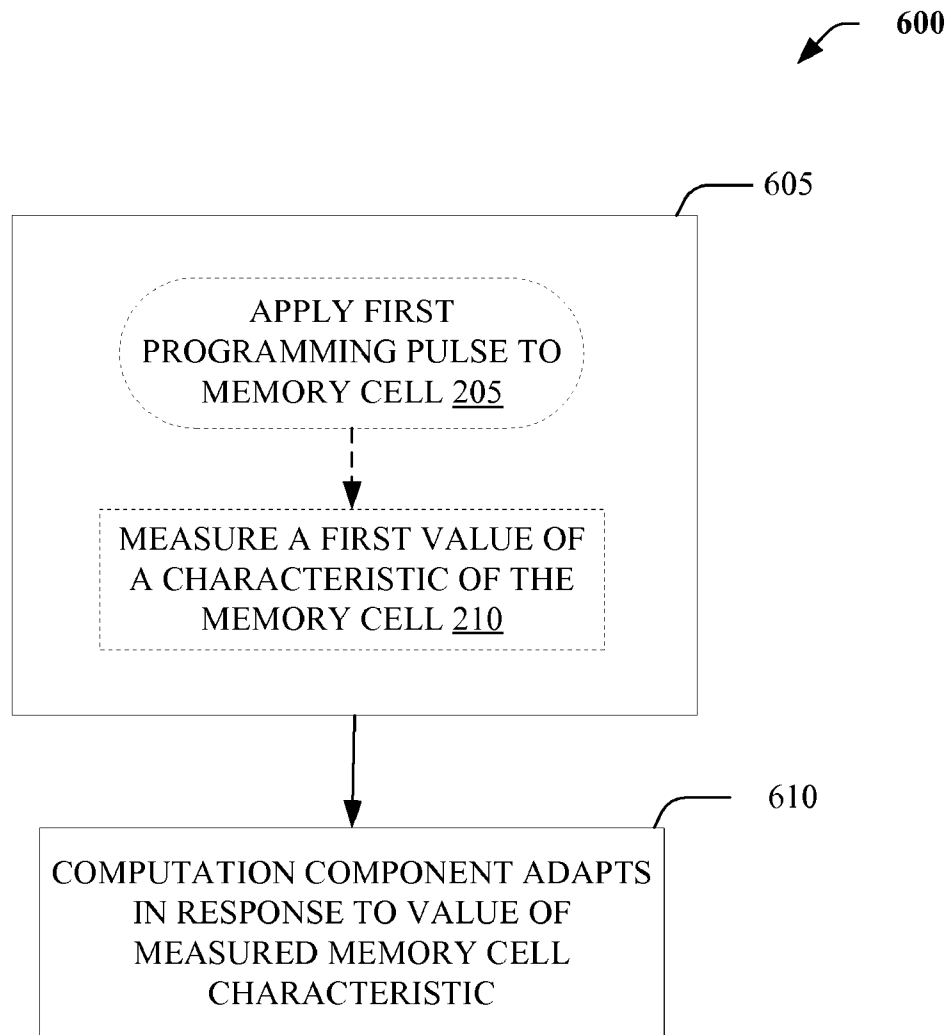 600
605
APPLY FIRST
PROGRAMMING PULSE TO
MEMORY CELL 205
MEASURE A FIRST VALUE OF
A CHARACTERISTIC OF THE
MEMORY CELL 210
610
COMPUTATION COMPONENT ADAPTS
IN RESPONSE TO VALUE OF
MEASURED MEMORY CELL
CHARACTERISTIC